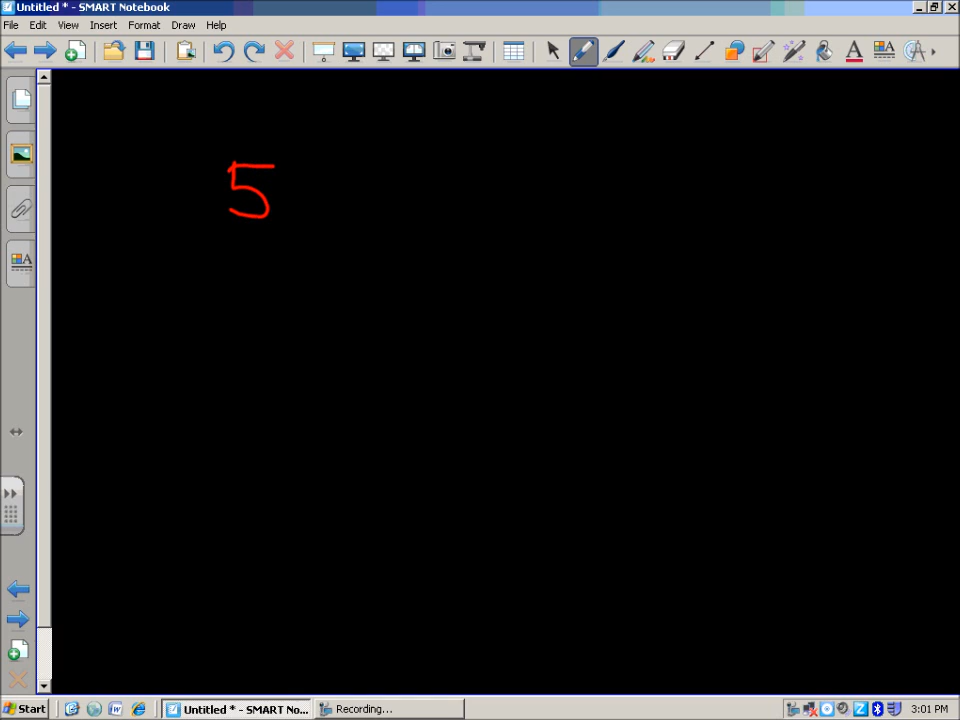 Untitled * - SMART Notebook
File Edit View Insert Format Draw Help
5
Start
Untitled * - SMART No...
Recording...
3:01 PM